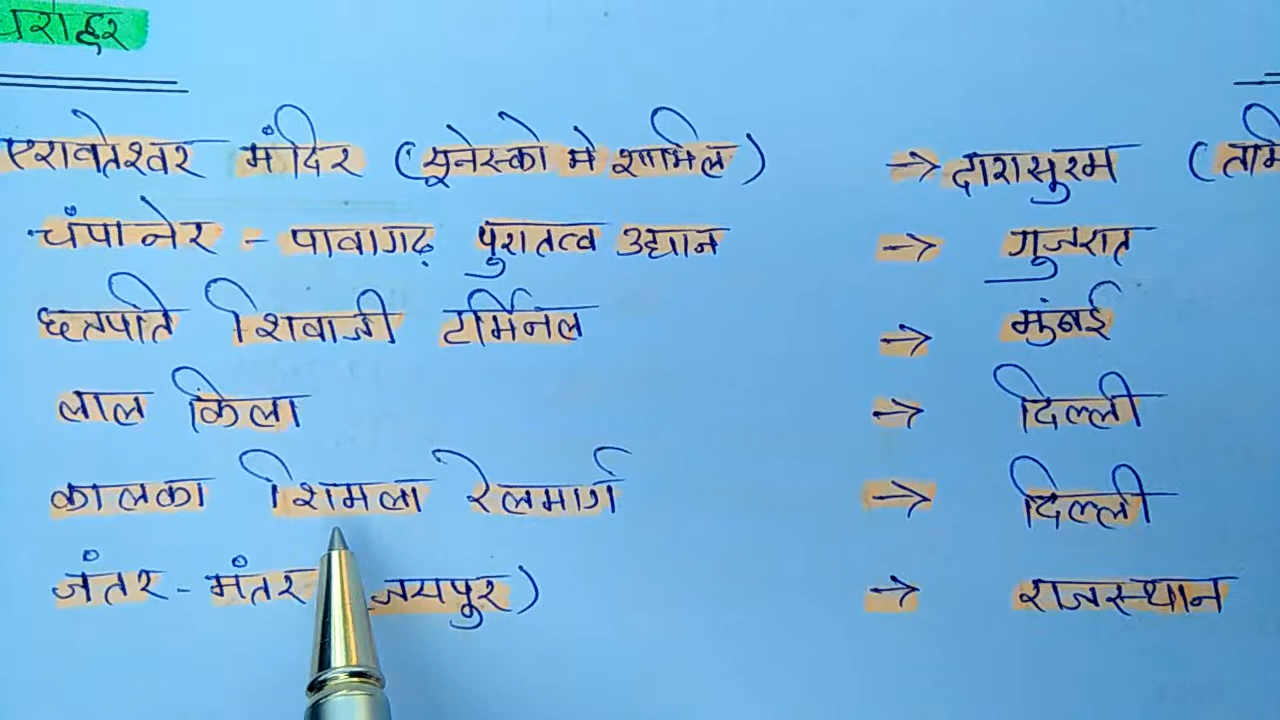 धरोहर
एरावतेश्वर मंदिर (यूनेस्को मे शामिल) → दारासुरम (तमि
चंपानेर - पावागढ़ पुरातत्व उद्यान → गुजरात
छत्रपति शिवाजी टर्मिनल → मुंबई
लाल किला → दिल्ली
कालका शिमला रेलमार्ग → दिल्ली
जंतर - मंतर (जयपुर) → राजस्थान